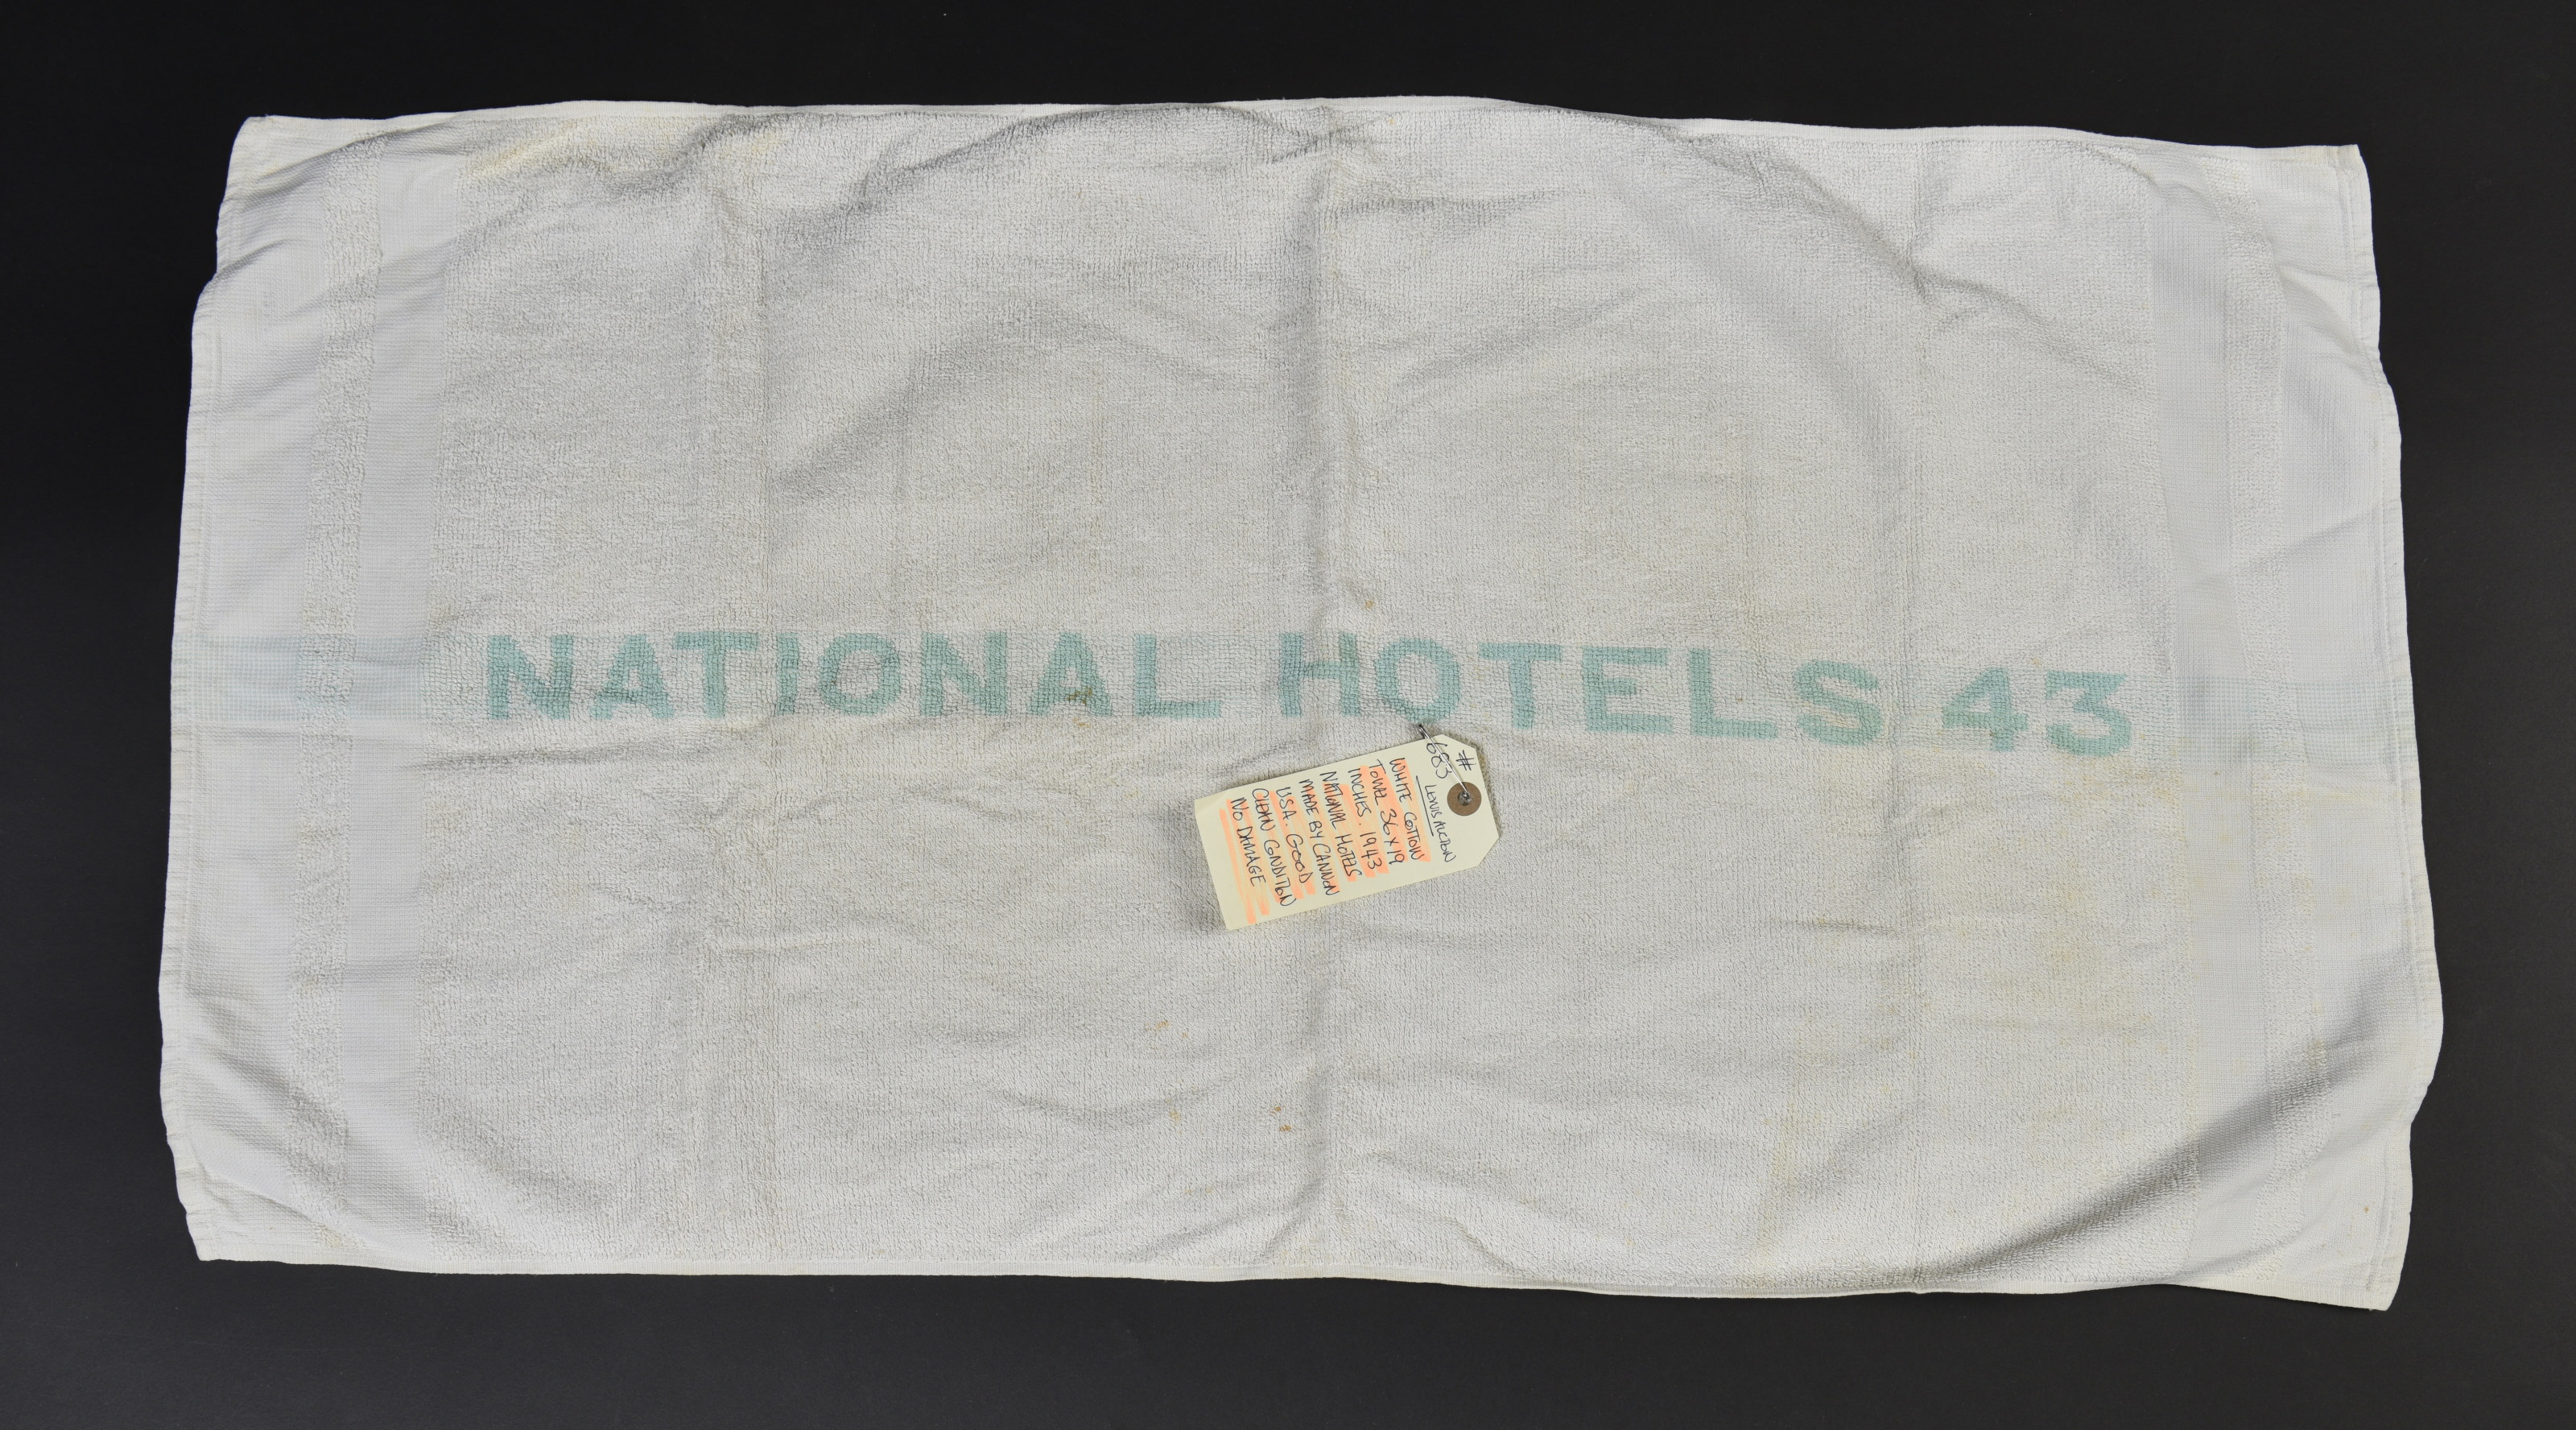 NATIONAL HOTELS 43
#
683
LEWIS AUCTION
WHITE COTTON
TOWEL 36X19
INCHES. 1943
NATIONAL HOTELS
MADE BY CANNON
USA. GOOD
CLEAN CONDITION
NO DAMAGE